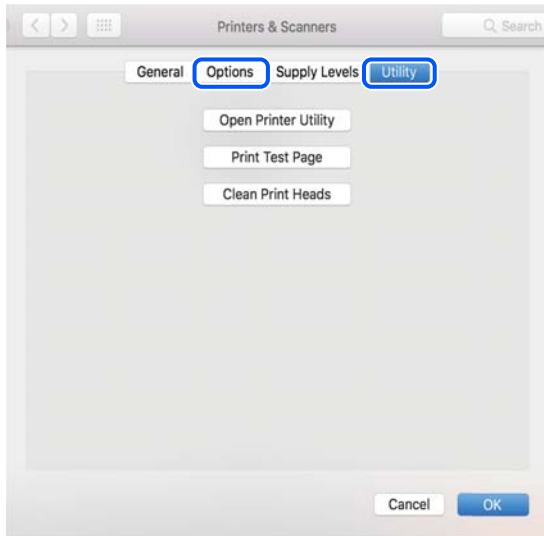 Printers & Scanners Search
General Options Supply Levels Utility
Open Printer Utility
Print Test Page
Clean Print Heads
Cancel OK